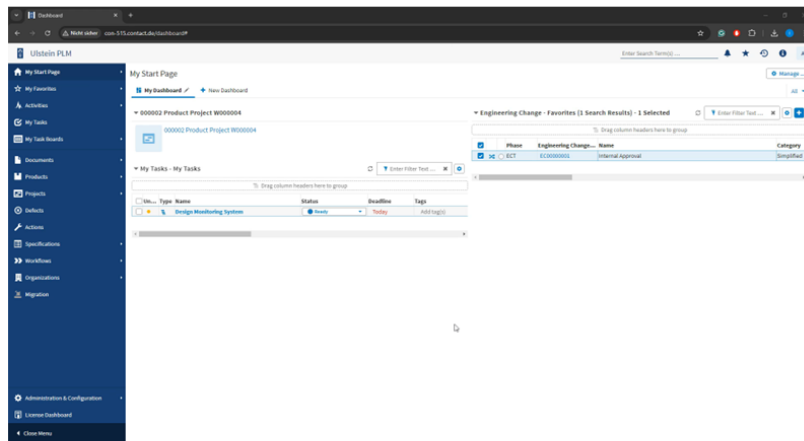 Dashboard
Nicht sicher con-515.contact.de/dashboard#
Ulstein PLM
Enter Search Term(s) ....
My Start Page
My Favorites
Activities
My Tasks
My Task Boards
Documents
Products
Projects
Defects
Actions
Specifications
Workflows
Organizations
Migration
Administration & Configuration
License Dashboard
Close Menu
My Start Page
Manage...
My Dashboard
+ New Dashboard
All
000002 Product Project W000004
000002 Product Project W000004
My Tasks - My Tasks
Enter Filter Text ...
Drag column headers here to group
Un... Type Name Status Deadline Tags
Design Monitoring System Ready Today Add tag(s)
Engineering Change - Favorites (1 Search Results) - 1 Selected
Enter Filter Text ...
Drag column headers here to group
Phase Engineering Change... Name Category
ECT EC00000001 Internal Approval Simplified